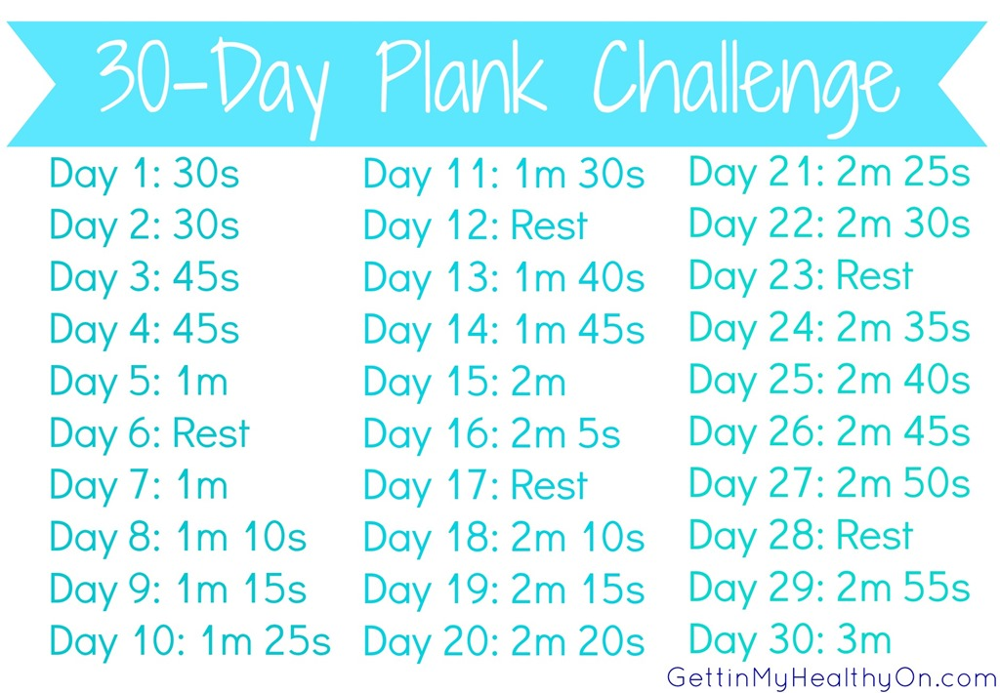 30-Day Plank Challenge
Day 1: 30s
Day 2: 30s
Day 3: 45s
Day 4: 45s
Day 5: 1m
Day 6: Rest
Day 7: 1m
Day 8: 1m 10s
Day 9: 1m 15s
Day 10: 1m 25s
Day 11: 1m 30s
Day 12: Rest
Day 13: 1m 40s
Day 14: 1m 45s
Day 15: 2m
Day 16: 2m 5s
Day 17: Rest
Day 18: 2m 10s
Day 19: 2m 15s
Day 20: 2m 20s
Day 21: 2m 25s
Day 22: 2m 30s
Day 23: Rest
Day 24: 2m 35s
Day 25: 2m 40s
Day 26: 2m 45s
Day 27: 2m 50s
Day 28: Rest
Day 29: 2m 55s
Day 30: 3m
GettinMyHealthyOn.com